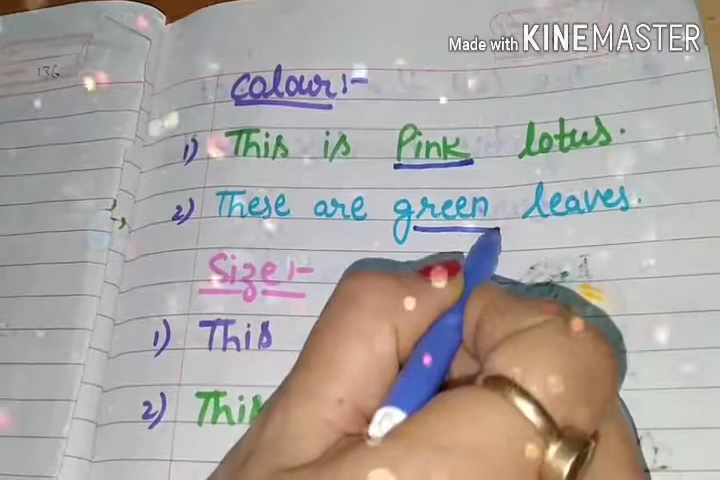 Made with KINEMASTER
136
Colour:-
1) This is Pink lotus.
2) These are green leaves.
Size:-
1) This
2) This